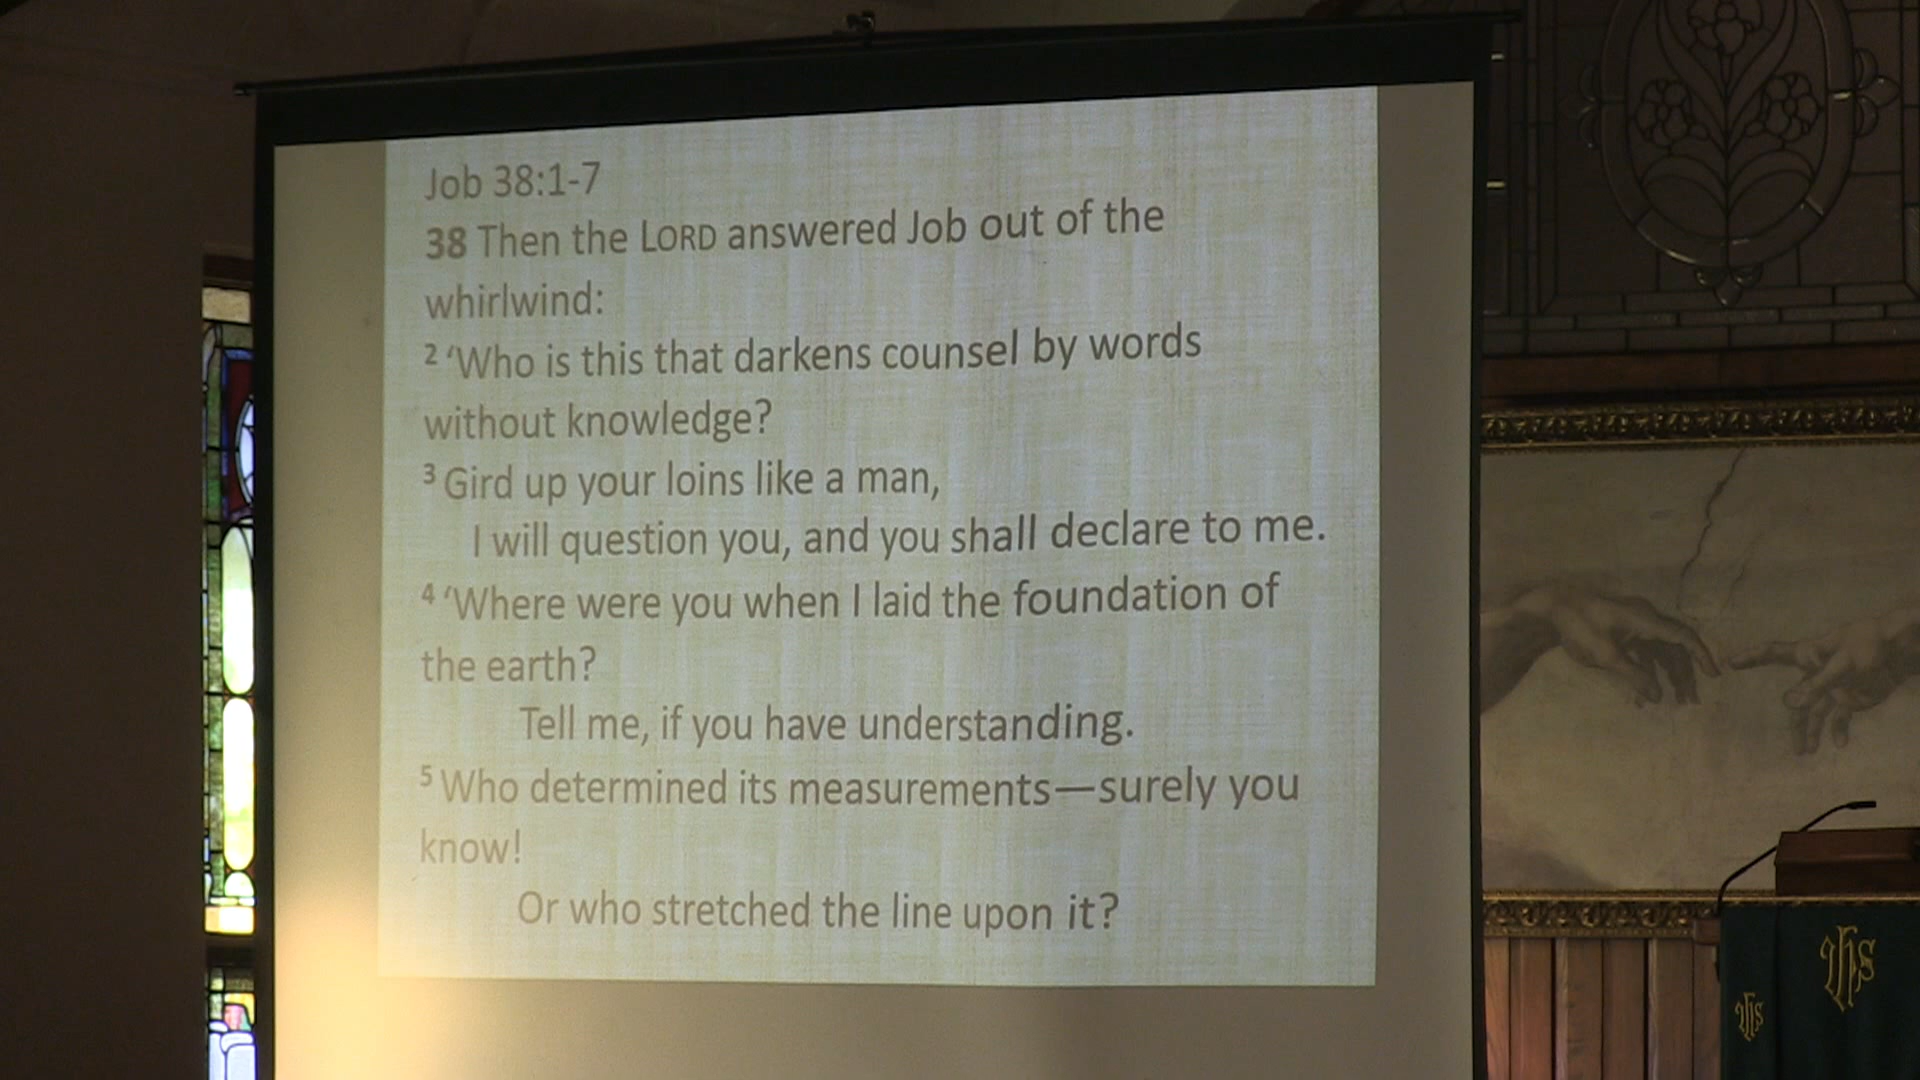 Job 38:1-7
38 Then the LORD answered Job out of the
whirlwind:
2 ‘Who is this that darkens counsel by words
without knowledge?
3 Gird up your loins like a man,
I will question you, and you shall declare to me.
4 ‘Where were you when I laid the foundation of
the earth?
Tell me, if you have understanding.
5 Who determined its measurements—surely you
know!
Or who stretched the line upon it?
IHS
IHS